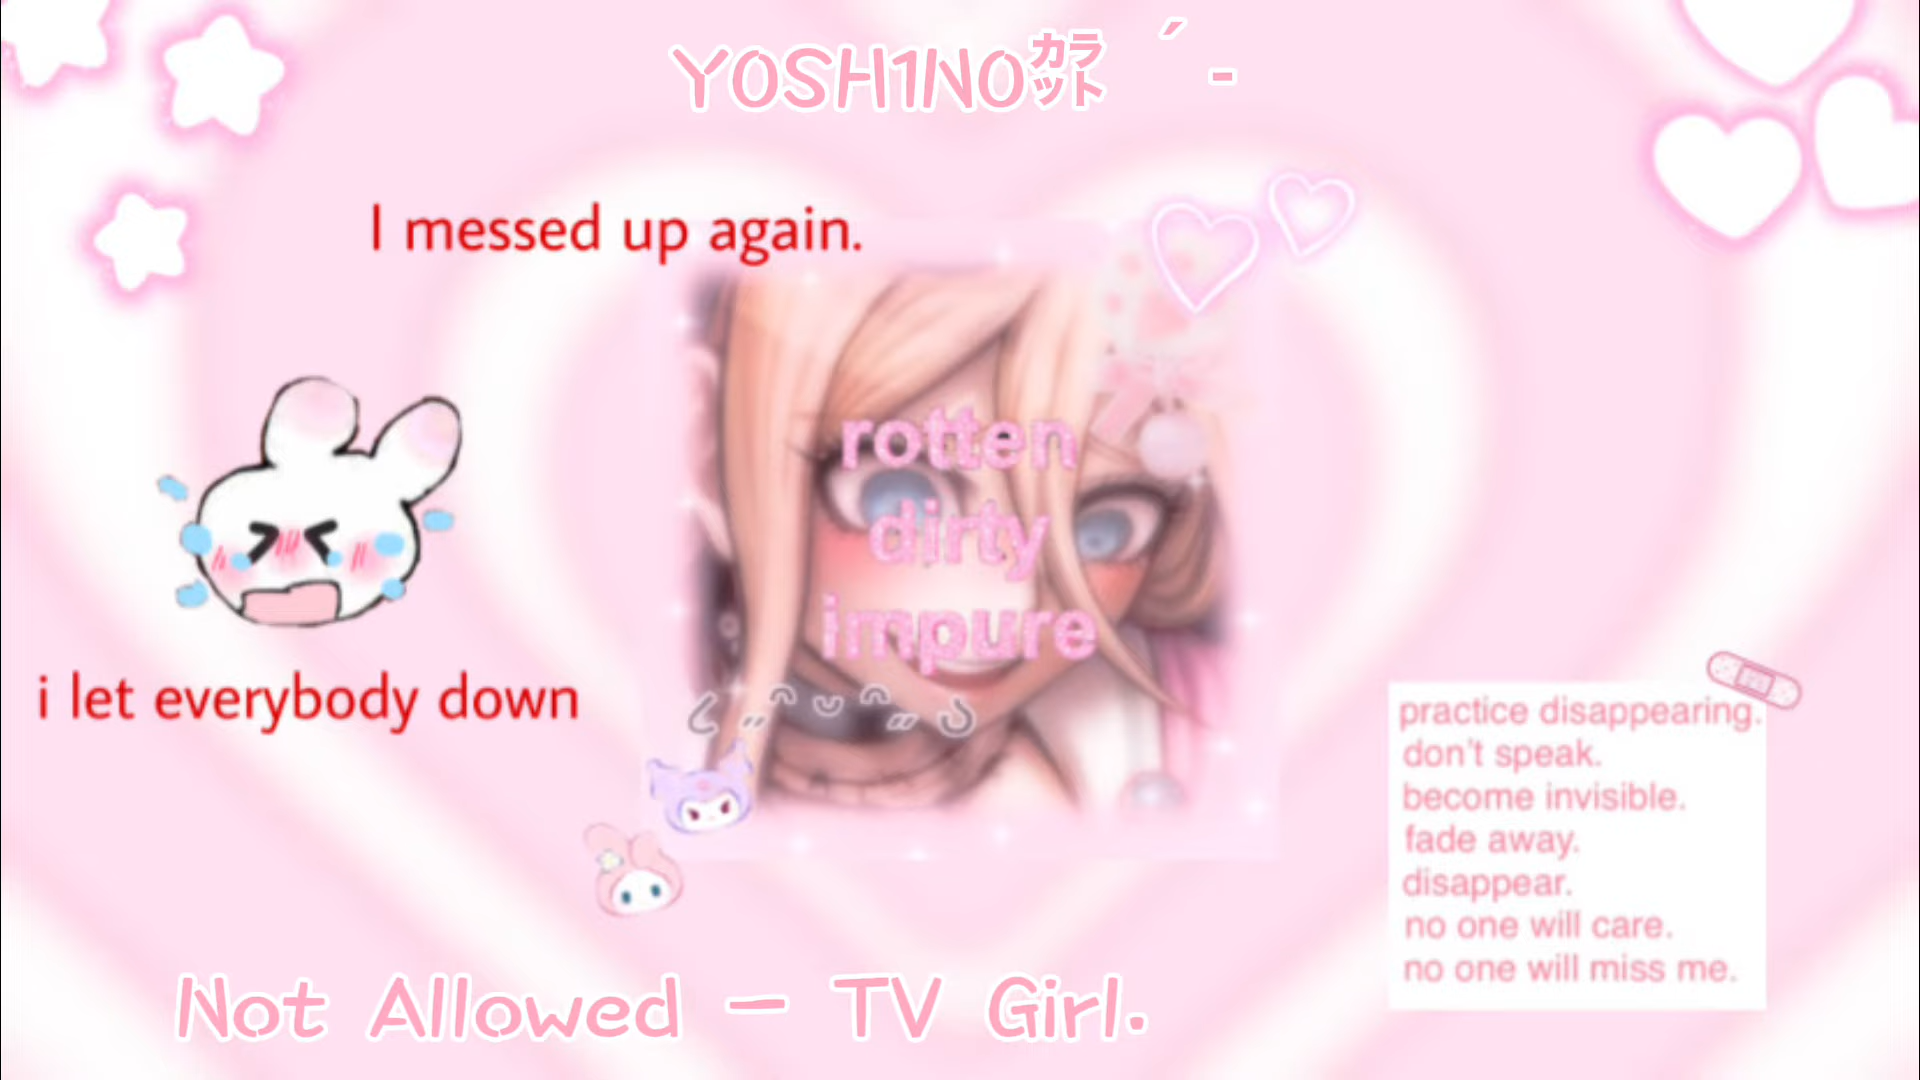 YOSH1NO㌌ ´-
I messed up again.
rotten
dirty
impure
i let everybody down
practice disappearing.
don't speak.
become invisible.
fade away.
disappear.
no one will care.
no one will miss me.
Not Allowed - TV Girl.